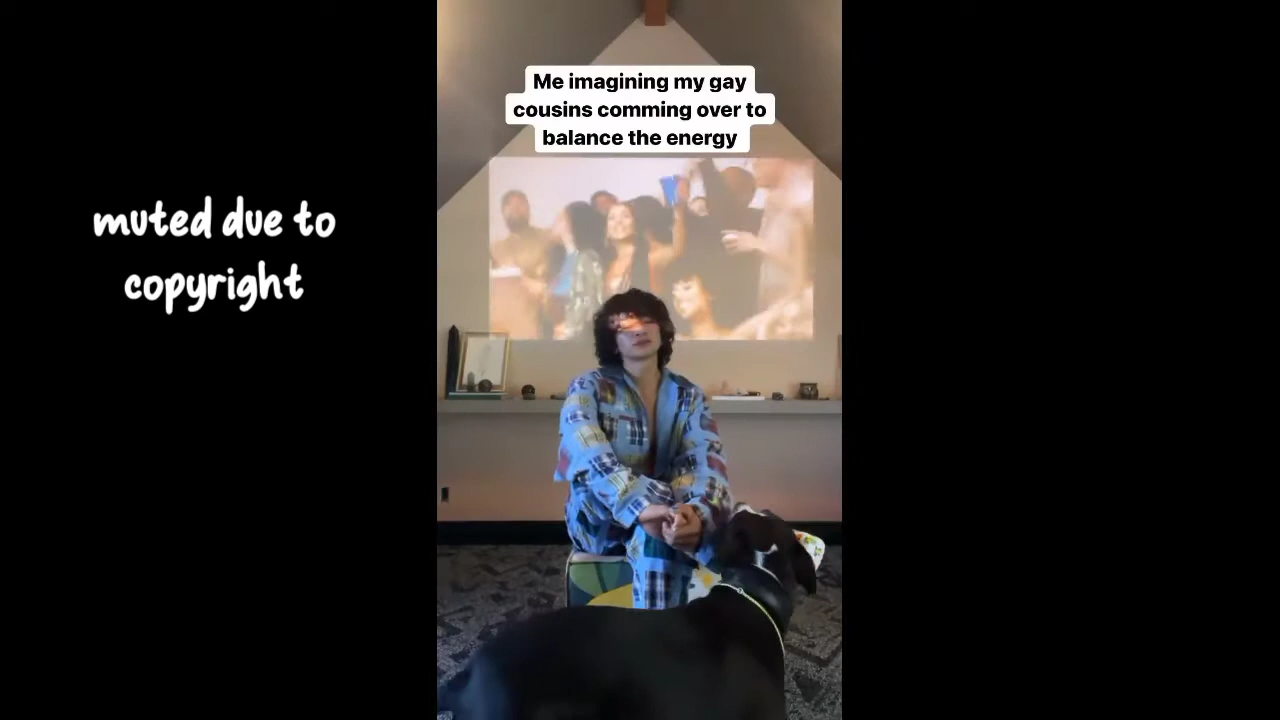 muted due to
copyright
Me imagining my gay
cousins comming over to
balance the energy